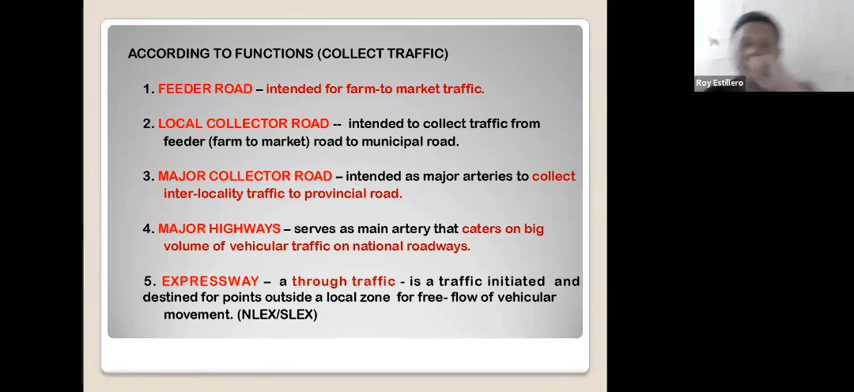 ACCORDING TO FUNCTIONS (COLLECT TRAFFIC)
1. FEEDER ROAD – intended for farm-to market traffic.
2. LOCAL COLLECTOR ROAD -- intended to collect traffic from
feeder (farm to market) road to municipal road.
3. MAJOR COLLECTOR ROAD – intended as major arteries to collect
inter-locality traffic to provincial road.
4. MAJOR HIGHWAYS – serves as main artery that caters on big
volume of vehicular traffic on national roadways.
5. EXPRESSWAY – a through traffic - is a traffic initiated and
destined for points outside a local zone for free- flow of vehicular
movement. (NLEX/SLEX)
Roy Estillero